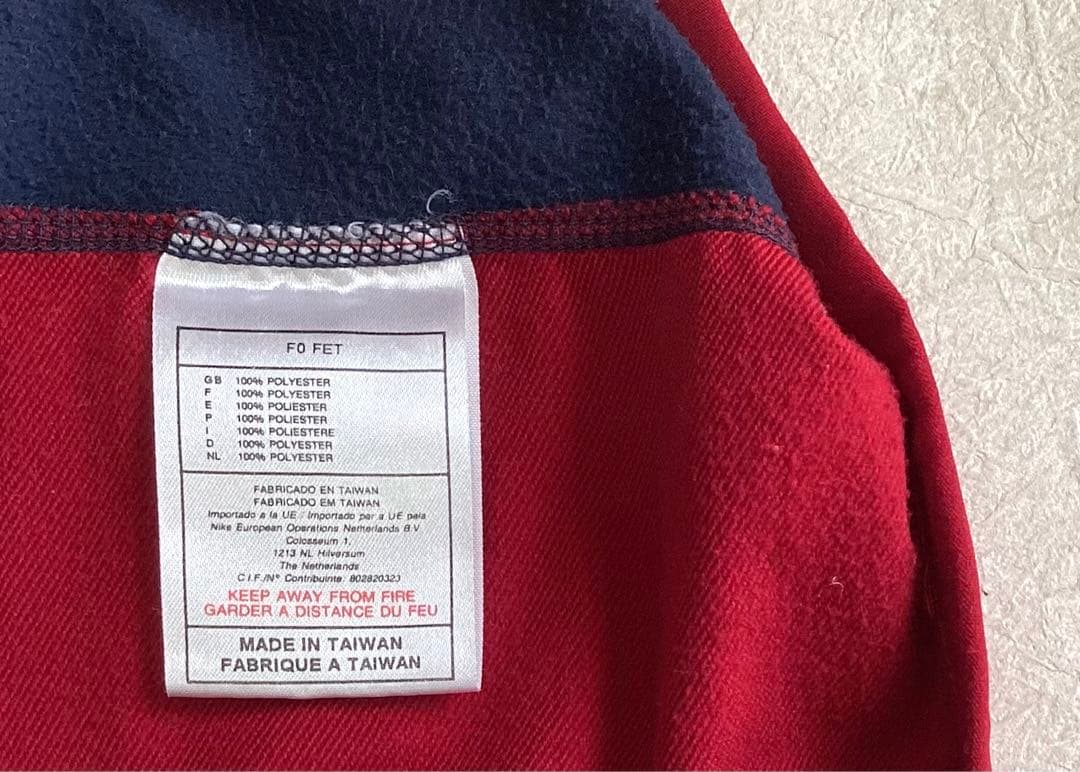 F0 FET
GB 100% POLYESTER
F 100% POLYESTER
E 100% POLIESTER
P 100% POLIESTER
I 100% POLIESTERE
D 100% POLYESTER
NL 100% POLYESTER
FABRICADO EN TAIWAN
FABRICADO EM TAIWAN
Importado a la UE / Importado par a UE pela
Nike European Operations Netherlands B.V.
Colosseum 1,
1213 NL Hilversum
The Netherlands
C.I.F./Nº Contribuinte: 802820323
KEEP AWAY FROM FIRE
GARDER A DISTANCE DU FEU
MADE IN TAIWAN
FABRIQUE A TAIWAN